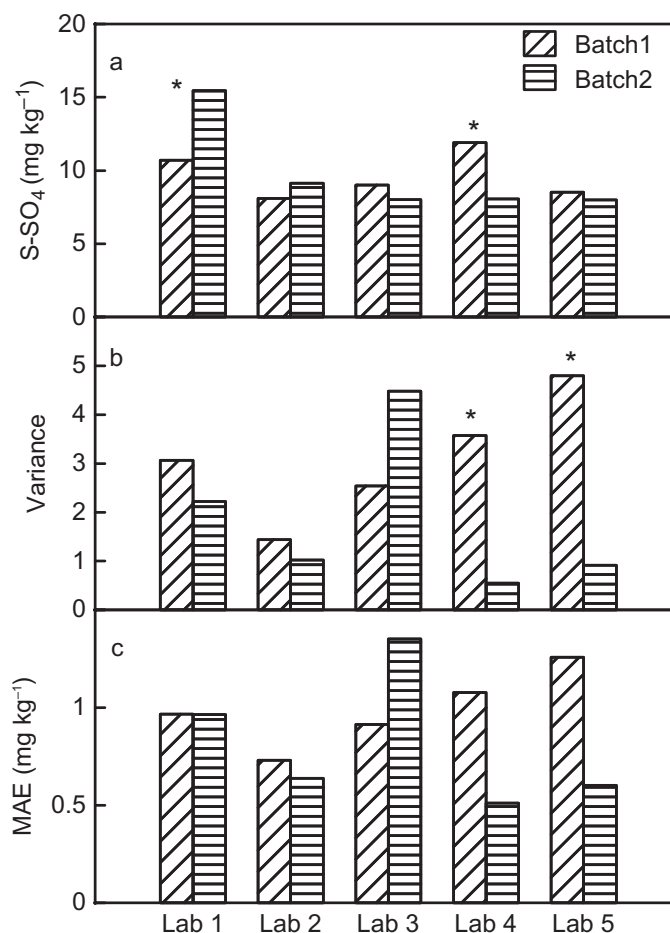 20
a
Batch1
Batch2
*
15
*
10
5
0
S-SO₄ (mg kg⁻¹)
b
5
*
4
*
3
2
1
0
Variance
c
1
0.5
0
MAE (mg kg⁻¹)
Lab 1 Lab 2 Lab 3 Lab 4 Lab 5